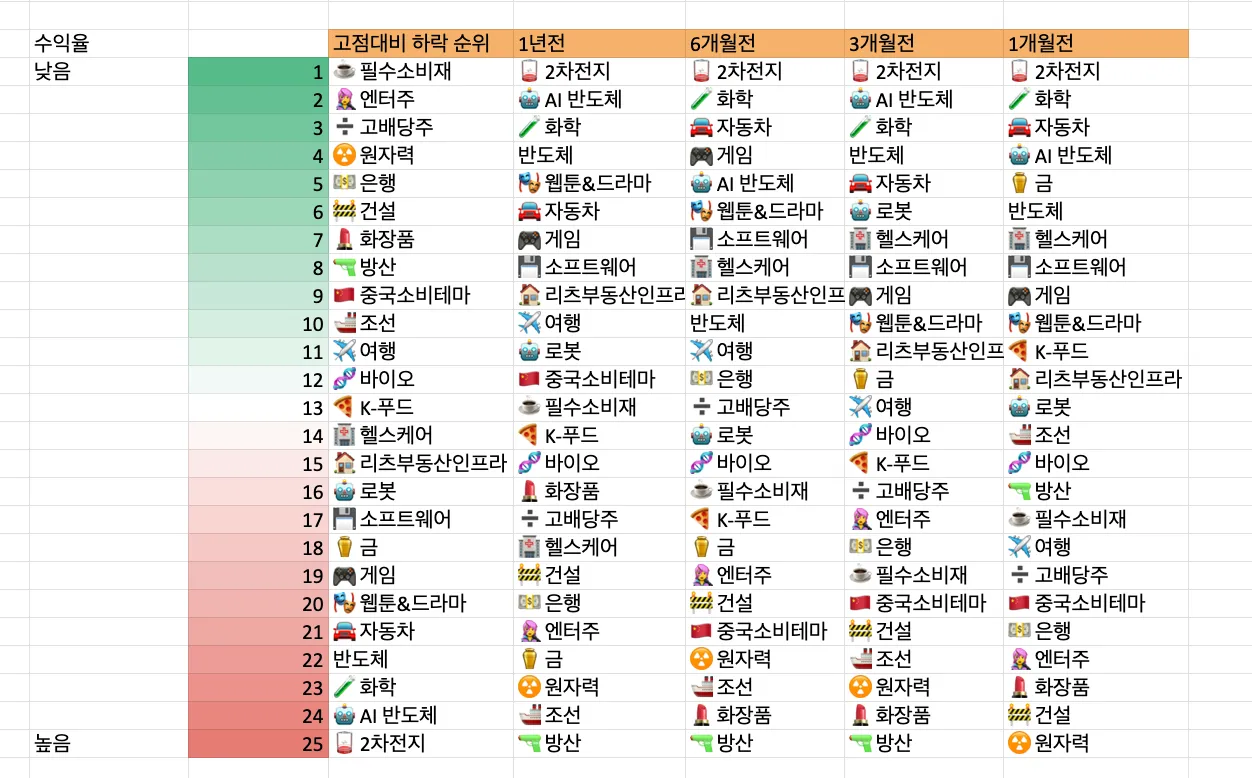 수익율 고점대비 하락 순위 1년전 6개월전 3개월전 1개월전
낮음 1 필수소비재 2차전지 2차전지 2차전지 2차전지
2 엔터주 AI 반도체 화학 AI 반도체 화학
3 고배당주 화학 자동차 화학 자동차
4 원자력 반도체 게임 반도체 AI 반도체
5 은행 웹툰&드라마 AI 반도체 자동차 금
6 건설 자동차 웹툰&드라마 로봇 반도체
7 화장품 게임 소프트웨어 헬스케어 헬스케어
8 방산 소프트웨어 헬스케어 소프트웨어 소프트웨어
9 중국소비테마 리츠부동산인프라 리츠부동산인프 게임 게임
10 조선 여행 반도체 웹툰&드라마 웹툰&드라마
11 여행 로봇 여행 리츠부동산인프 K-푸드
12 바이오 중국소비테마 은행 금 리츠부동산인프라
13 K-푸드 필수소비재 고배당주 여행 로봇
14 헬스케어 K-푸드 로봇 바이오 조선
15 리츠부동산인프라 바이오 바이오 K-푸드 바이오
16 로봇 화장품 필수소비재 고배당주 방산
17 소프트웨어 고배당주 K-푸드 엔터주 필수소비재
18 금 헬스케어 금 은행 여행
19 게임 건설 엔터주 필수소비재 고배당주
20 웹툰&드라마 은행 건설 중국소비테마 중국소비테마
21 자동차 엔터주 중국소비테마 건설 은행
22 반도체 금 원자력 조선 엔터주
23 화학 원자력 조선 원자력 화장품
24 AI 반도체 조선 화장품 화장품 건설
높음 25 2차전지 방산 방산 방산 원자력